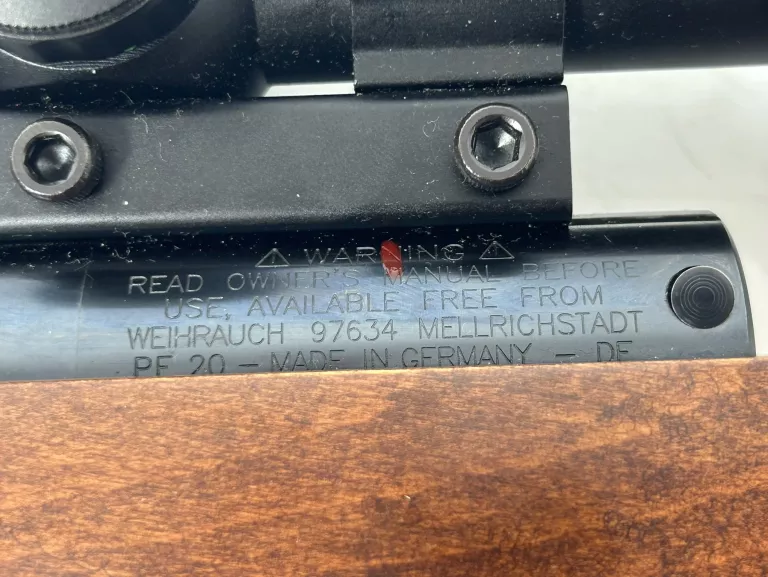 ⚠ WARNING ⚠
READ OWNER'S MANUAL BEFORE
USE, AVAILABLE FREE FROM
WEIHRAUCH 97634 MELLRICHSTADT
PF 20 — MADE IN GERMANY — DE